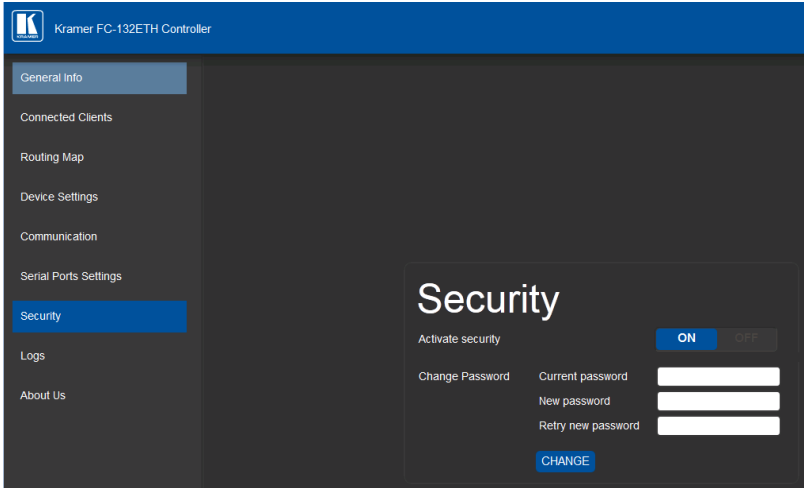 KRAMER
Kramer FC-132ETH Controller
General Info
Connected Clients
Routing Map
Device Settings
Communication
Serial Ports Settings
Security
Logs
About Us
Security
Activate security ON OFF
Change Password Current password
New password
Retry new password
CHANGE